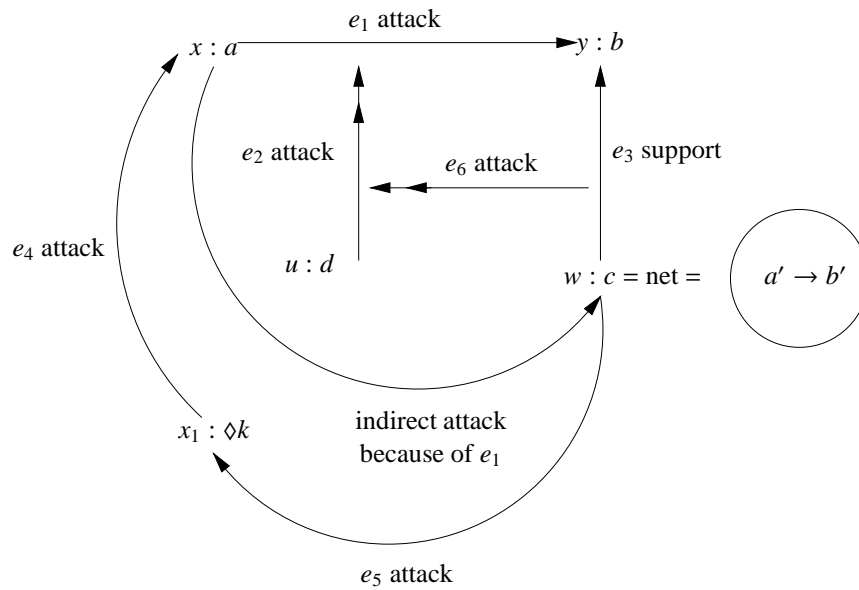 e₁ attack
x : a
y : b
e₂ attack
e₆ attack
e₃ support
e₄ attack
u : d
w : c = net =
a′ → b′
x₁ : ◊k
indirect attack
because of e₁
e₅ attack